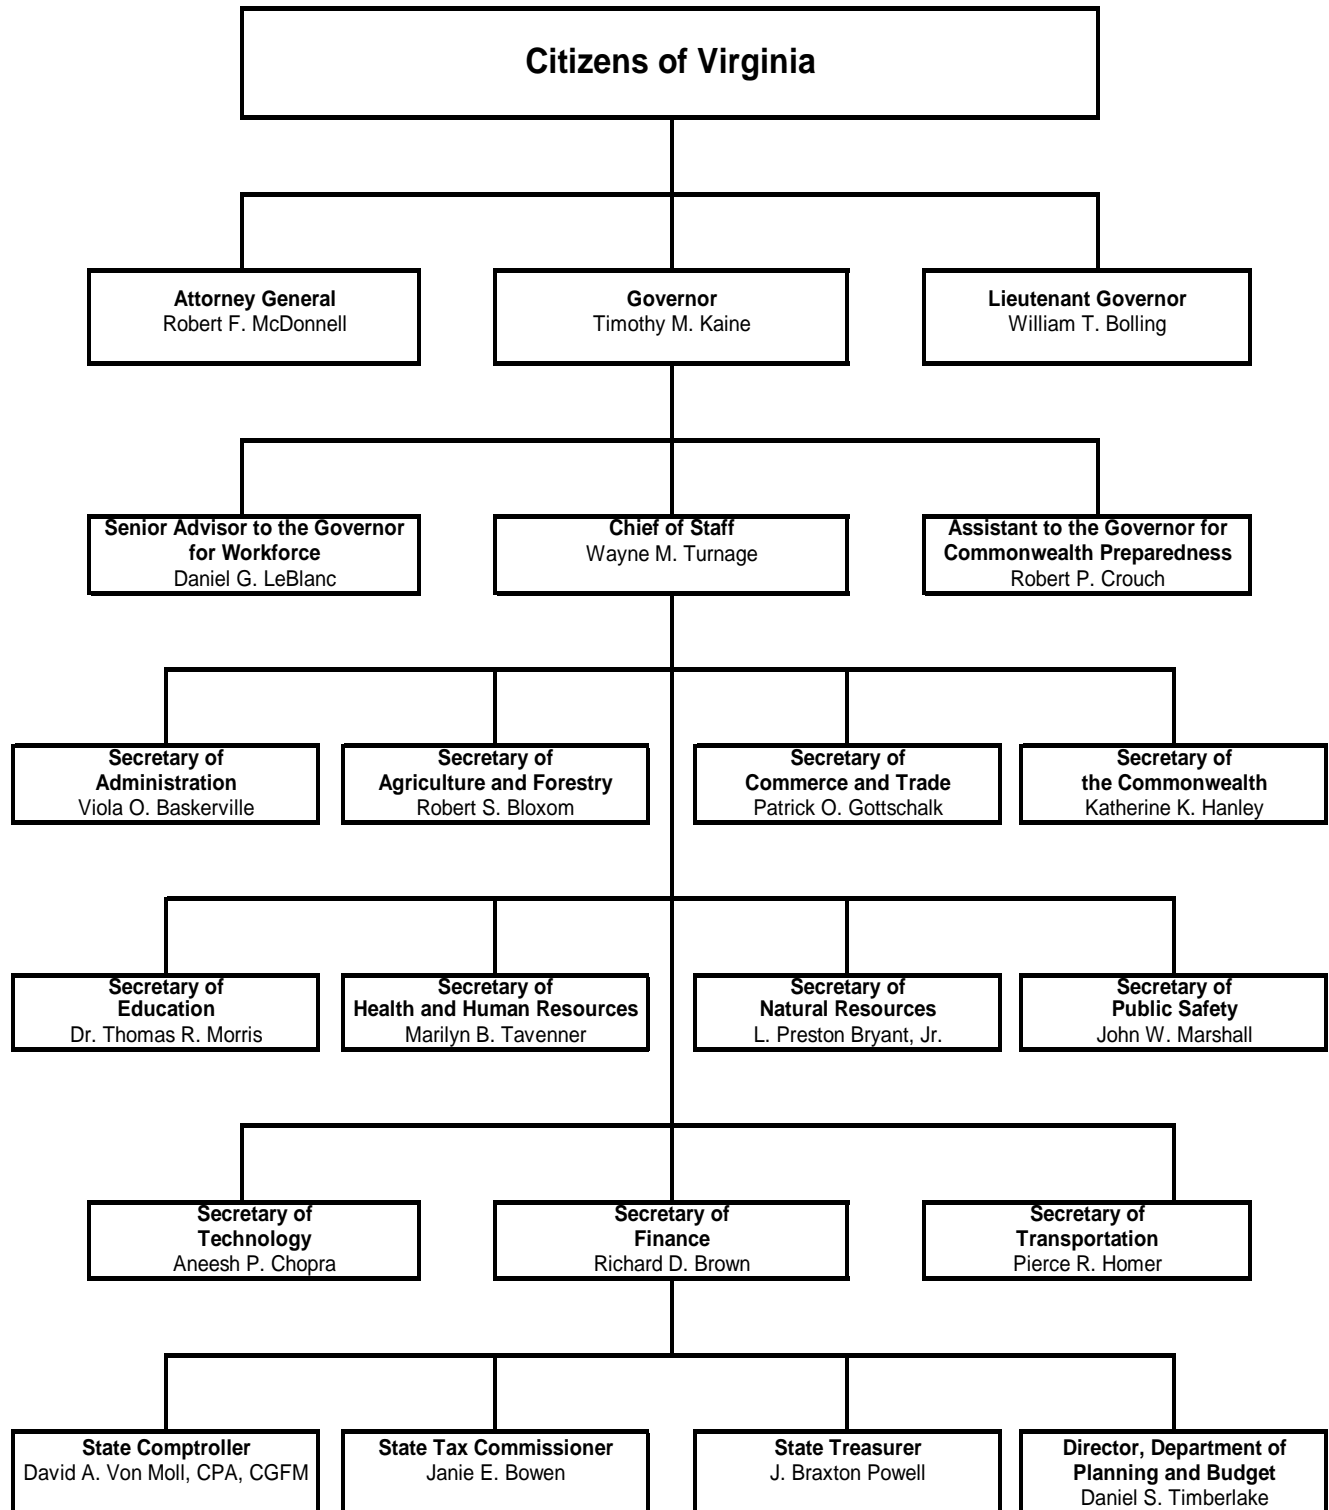 Citizens of Virginia
Attorney General
Robert F. McDonnell
Governor
Timothy M. Kaine
Lieutenant Governor
William T. Bolling
Senior Advisor to the Governor
for Workforce
Daniel G. LeBlanc
Chief of Staff
Wayne M. Turnage
Assistant to the Governor for
Commonwealth Preparedness
Robert P. Crouch
Secretary of
Administration
Viola O. Baskerville
Secretary of
Agriculture and Forestry
Robert S. Bloxom
Secretary of
Commerce and Trade
Patrick O. Gottschalk
Secretary of
the Commonwealth
Katherine K. Hanley
Secretary of
Education
Dr. Thomas R. Morris
Secretary of
Health and Human Resources
Marilyn B. Tavenner
Secretary of
Natural Resources
L. Preston Bryant, Jr.
Secretary of
Public Safety
John W. Marshall
Secretary of
Technology
Aneesh P. Chopra
Secretary of
Finance
Richard D. Brown
Secretary of
Transportation
Pierce R. Homer
State Comptroller
David A. Von Moll, CPA, CGFM
State Tax Commissioner
Janie E. Bowen
State Treasurer
J. Braxton Powell
Director, Department of
Planning and Budget
Daniel S. Timberlake